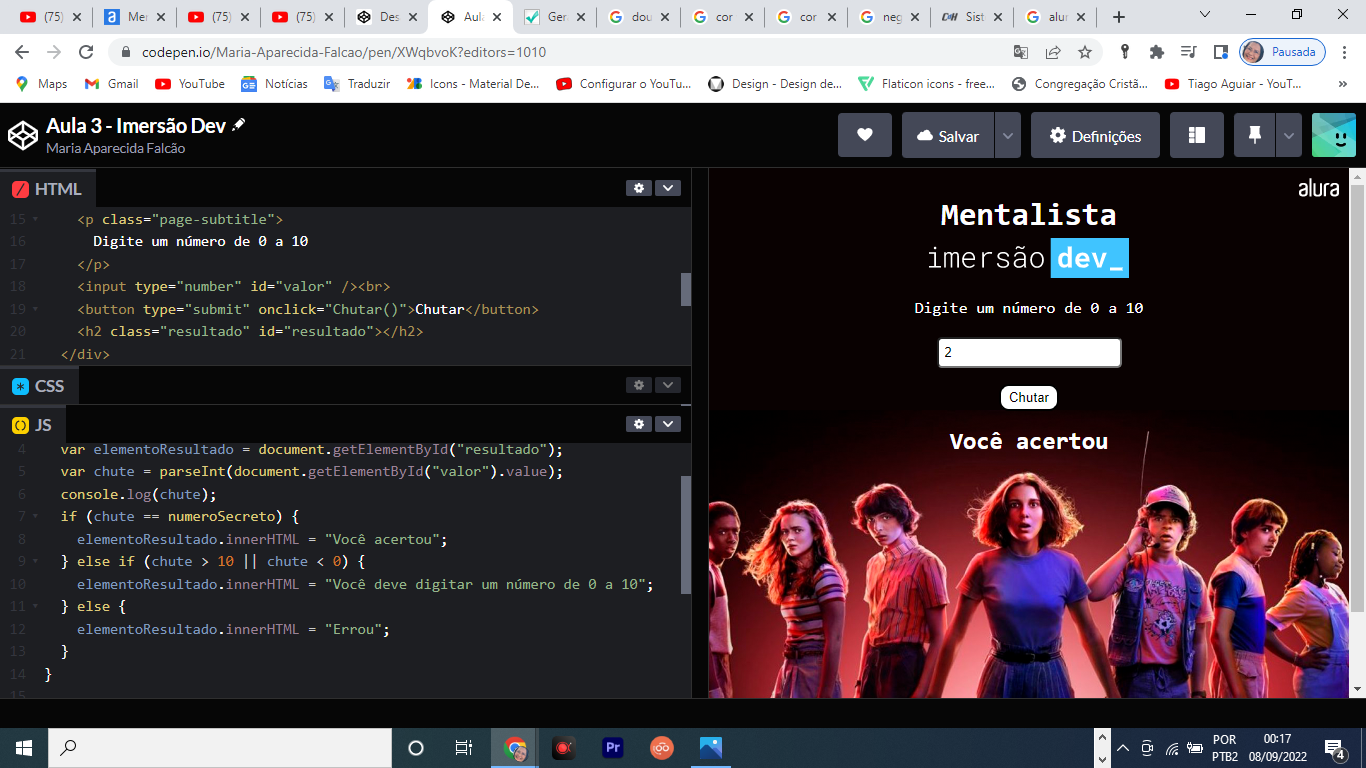 (75)
Mer
(75)
(75)
Des
Aula
Gera
dou
cor
cor
neg
Sist
alur
codepen.io/Maria-Aparecida-Falcao/pen/XWqbvoK?editors=1010
Pausada
Maps
Gmail
YouTube
Notícias
Traduzir
Icons - Material De...
Configurar o YouTu...
Design - Design de...
Flaticon icons - free...
Congregação Cristã...
Tiago Aguiar - YouT...
»
Aula 3 - Imersão Dev
Maria Aparecida Falcão
Salvar
Definições
HTML
15 <p class="page-subtitle">
16 Digite um número de 0 a 10
17 </p>
18 <input type="number" id="valor" /><br>
19 <button type="submit" onclick="Chutar()">Chutar</button>
20 <h2 class="resultado" id="resultado"></h2>
21 </div>
CSS
JS
4 var elementoResultado = document.getElementById("resultado");
5 var chute = parseInt(document.getElementById("valor").value);
6 console.log(chute);
7 if (chute == numeroSecreto) {
8 elementoResultado.innerHTML = "Você acertou";
9 } else if (chute > 10 || chute < 0) {
10 elementoResultado.innerHTML = "Você deve digitar um número de 0 a 10";
11 } else {
12 elementoResultado.innerHTML = "Errou";
13 }
14 }
15
alura
Mentalista
imersão dev_
Digite um número de 0 a 10
2
Chutar
Você acertou
Pr
POR
PTB2
00:17
08/09/2022
4